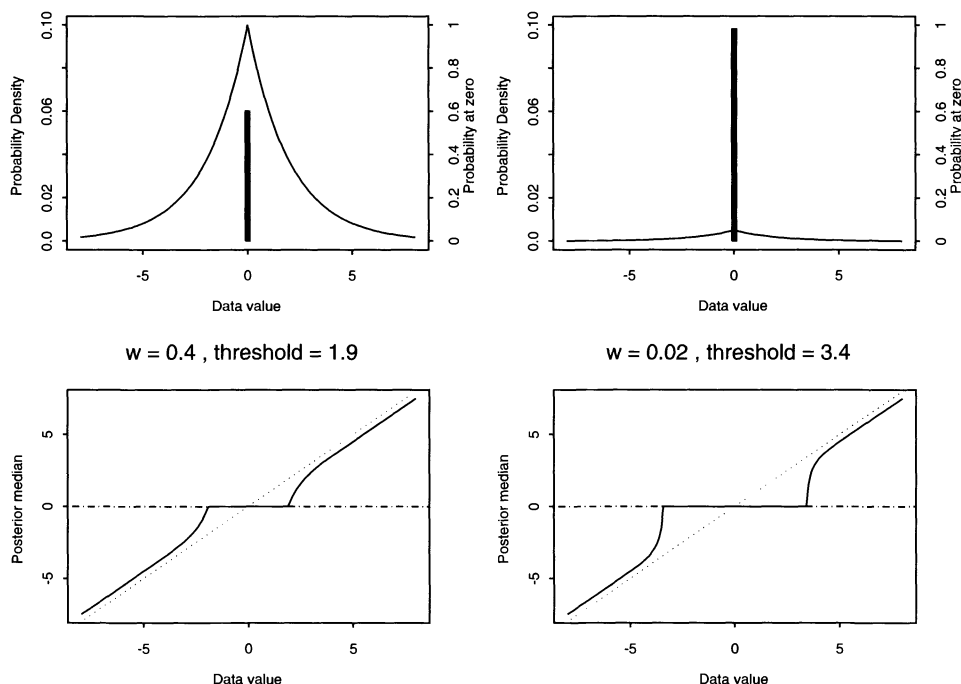 Probability Density
0.10
0.06
0.02
0.0
1
0.8
0.6
0.4
0.2
0
Probability at zero
-5 0 5
Data value
Probability Density
0.10
0.06
0.02
0.0
1
0.8
0.6
0.4
0.2
0
Probability at zero
-5 0 5
Data value
w = 0.4 , threshold = 1.9
Posterior median
5
0
-5
-5 0 5
Data value
w = 0.02 , threshold = 3.4
Posterior median
5
0
-5
-5 0 5
Data value